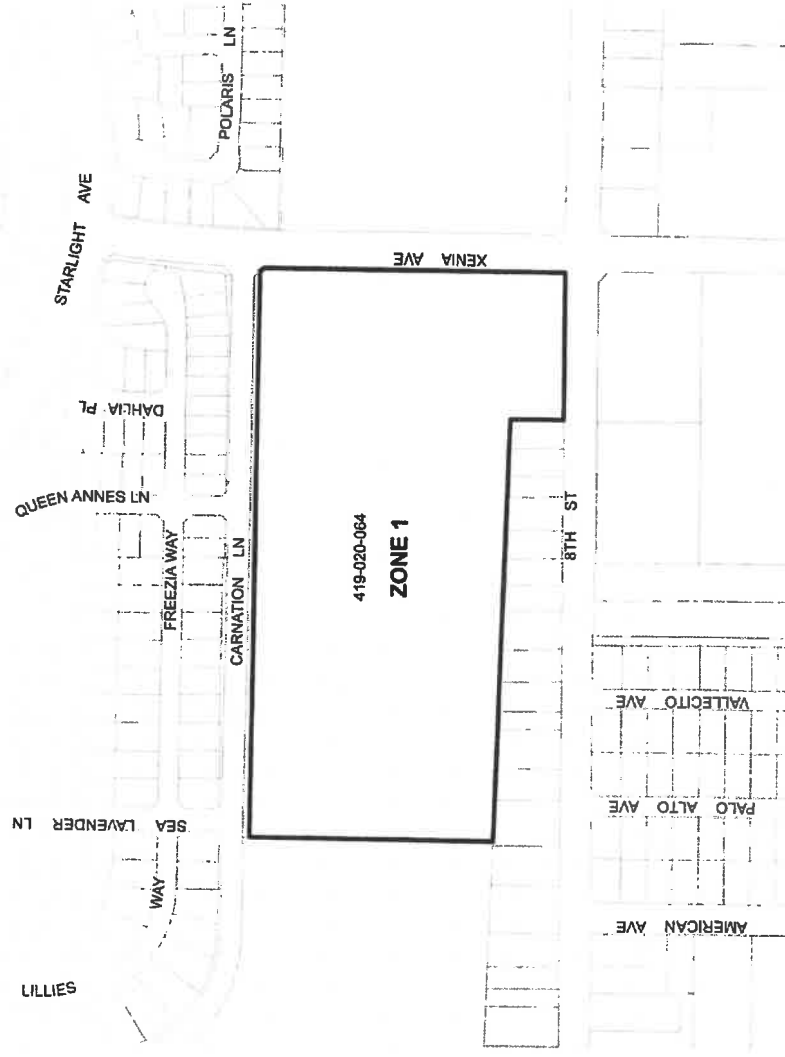 POLARIS LN
STARLIGHT AVE
XENIA AVE
DAHLIA PL
QUEEN ANNES LN
FREEZIA WAY
CARNATION LN
419-020-064
ZONE 1
8TH ST
VALLECITO AVE
PALO ALTO AVE
SEA LAVENDER LN
WAY
AMERICAN AVE
LILLIES